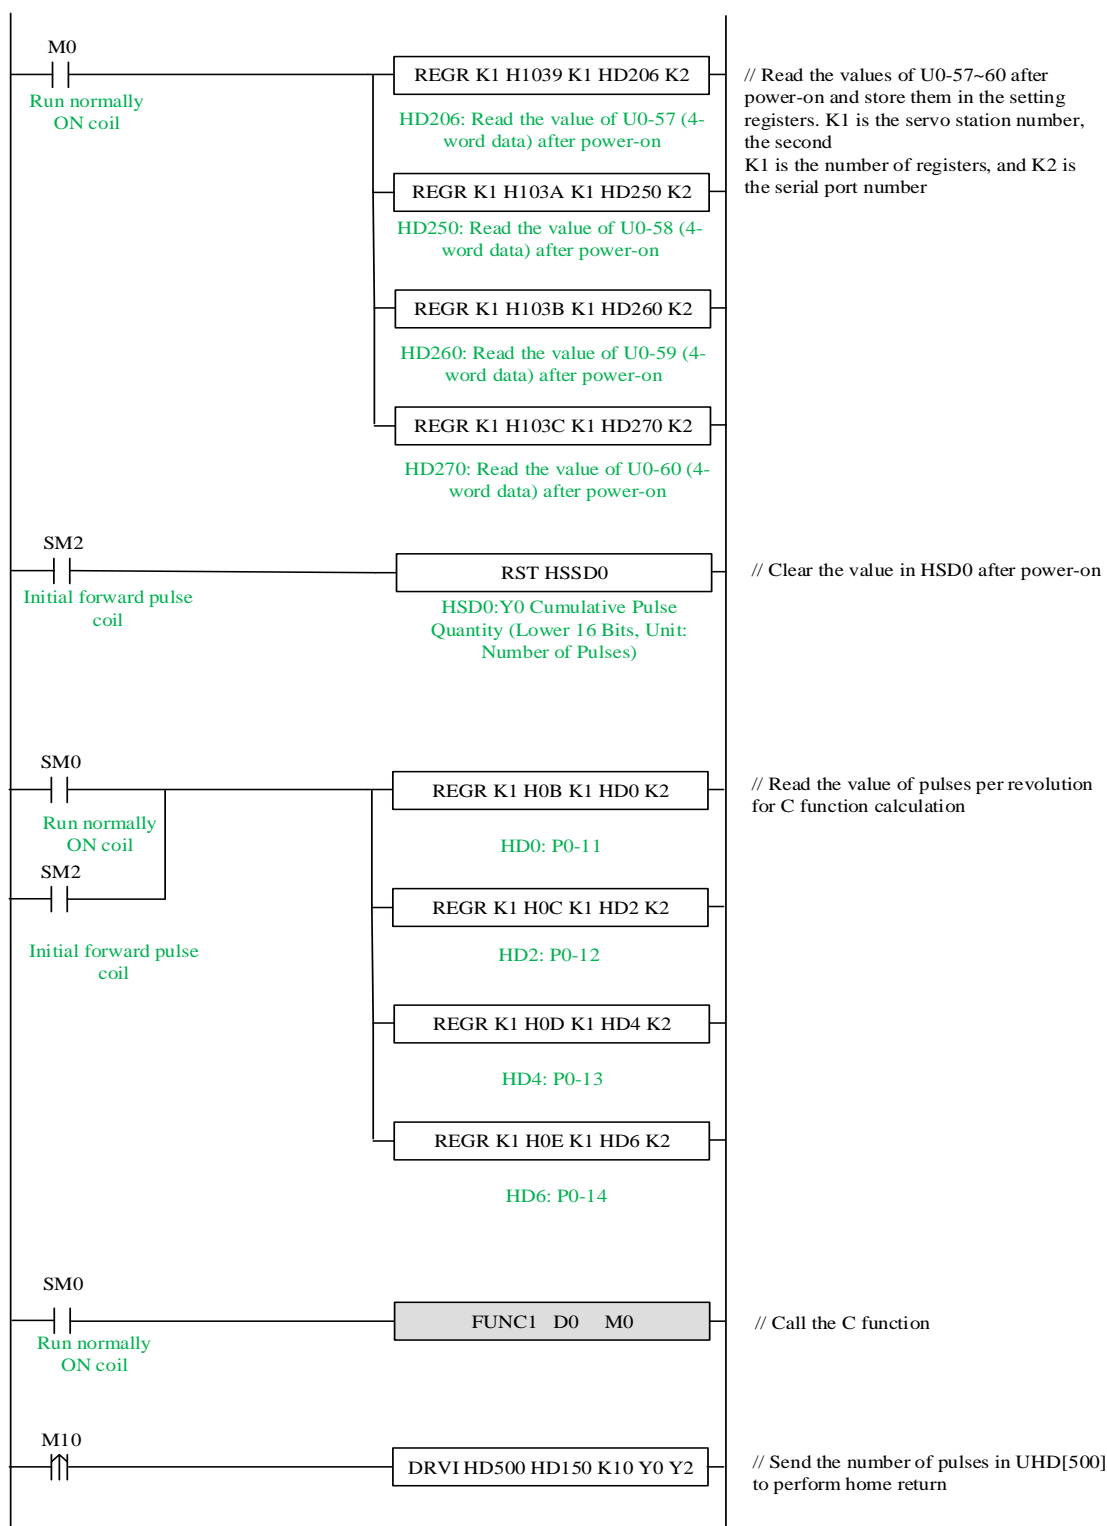 M0
REGR K1 H1039 K1 HD206 K2
// Read the values of U0-57~60 after
power-on and store them in the setting
registers. K1 is the servo station number,
the second
K1 is the number of registers, and K2 is
the serial port number
Run normally
ON coil
HD206: Read the value of U0-57 (4-
word data) after power-on
REGR K1 H103A K1 HD250 K2
HD250: Read the value of U0-58 (4-
word data) after power-on
REGR K1 H103B K1 HD260 K2
HD260: Read the value of U0-59 (4-
word data) after power-on
REGR K1 H103C K1 HD270 K2
HD270: Read the value of U0-60 (4-
word data) after power-on
SM2
RST HSSD0
// Clear the value in HSD0 after power-on
Initial forward pulse
coil
HSD0:Y0 Cumulative Pulse
Quantity (Lower 16 Bits, Unit:
Number of Pulses)
SM0
REGR K1 H0B K1 HD0 K2
// Read the value of pulses per revolution
for C function calculation
Run normally
ON coil
HD0: P0-11
SM2
REGR K1 H0C K1 HD2 K2
Initial forward pulse
coil
HD2: P0-12
REGR K1 H0D K1 HD4 K2
HD4: P0-13
REGR K1 H0E K1 HD6 K2
HD6: P0-14
SM0
FUNC1 D0 M0
// Call the C function
Run normally
ON coil
M10
DRVI HD500 HD150 K10 Y0 Y2
// Send the number of pulses in UHD[500]
to perform home return